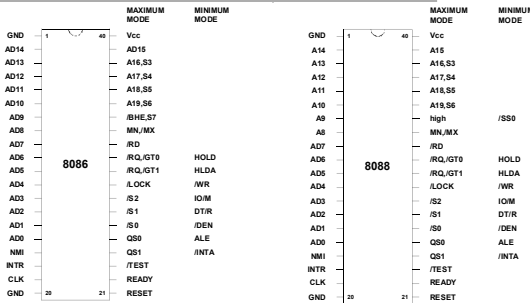 MAXIMUM MODE MINIMUM MODE
GND 1 40 Vcc
AD14 AD15
AD13 A16,S3
AD12 A17,S4
AD11 A18,S5
AD10 A19,S6
AD9 /BHE,S7
AD8 MN,/MX
AD7 /RD
AD6 /RQ,/GT0 HOLD
AD5 /RQ,/GT1 HLDA
AD4 /LOCK /WR
AD3 /S2 IO/M
AD2 /S1 DT/R
AD1 /S0 /DEN
AD0 QS0 ALE
NMI QS1 /INTA
INTR /TEST
CLK READY
GND 20 21 RESET
8086
MAXIMUM MODE MINIMUM MODE
GND 1 40 Vcc
A14 A15
A13 A16,S3
A12 A17,S4
A11 A18,S5
A10 A19,S6
A9 high /SS0
A8 MN,/MX
AD7 /RD
AD6 /RQ,/GT0 HOLD
AD5 /RQ,/GT1 HLDA
AD4 /LOCK /WR
AD3 /S2 IO/M
AD2 /S1 DT/R
AD1 /S0 /DEN
AD0 QS0 ALE
NMI QS1 /INTA
INTR /TEST
CLK READY
GND 20 21 RESET
8088